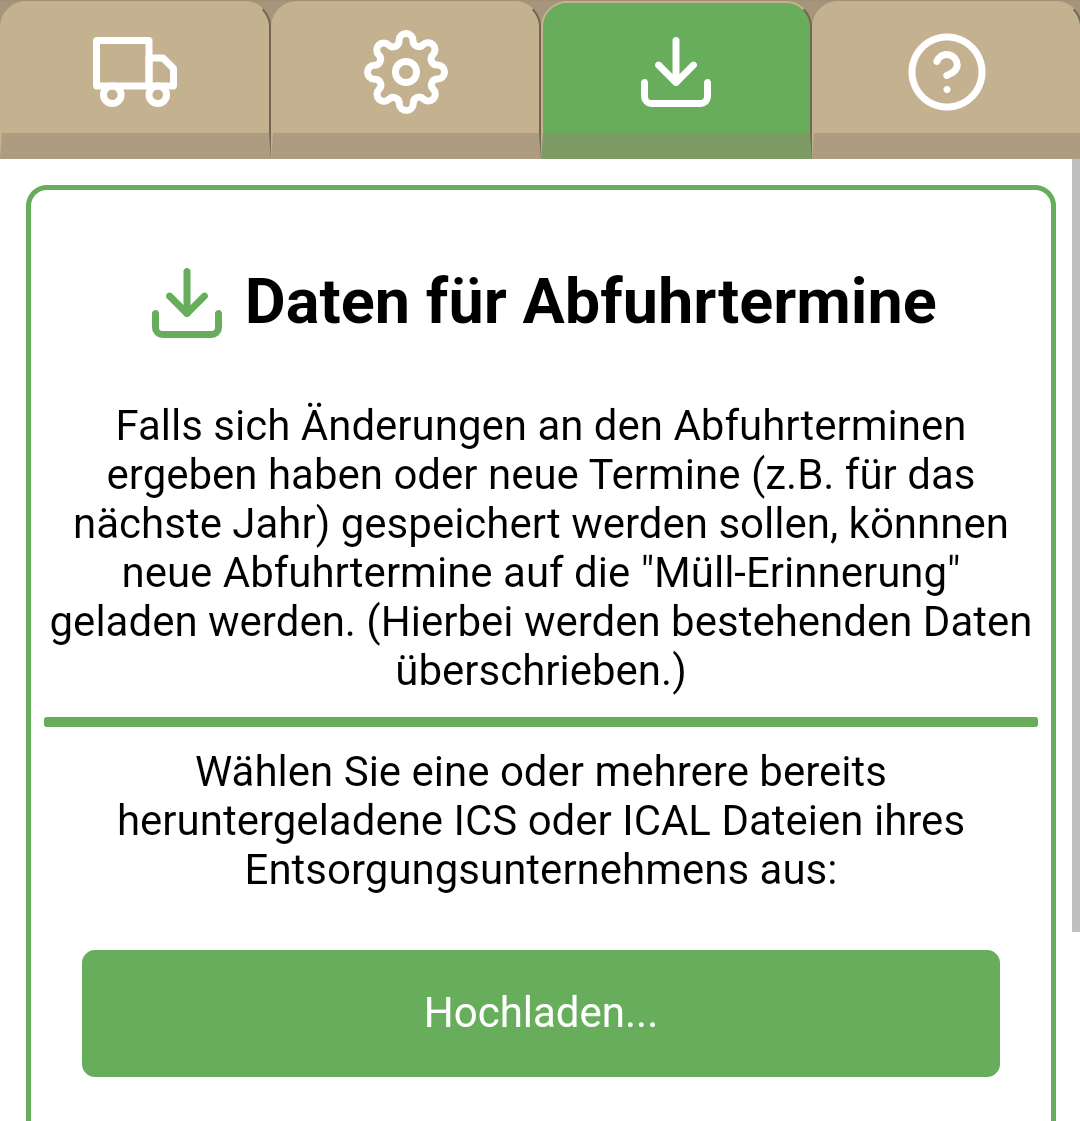 Daten für Abfuhrtermine
Falls sich Änderungen an den Abfuhrterminen
ergeben haben oder neue Termine (z.B. für das
nächste Jahr) gespeichert werden sollen, könnnen
neue Abfuhrtermine auf die "Müll-Erinnerung"
geladen werden. (Hierbei werden bestehenden Daten
überschrieben.)
Wählen Sie eine oder mehrere bereits
heruntergeladene ICS oder ICAL Dateien ihres
Entsorgungsunternehmens aus:
Hochladen...